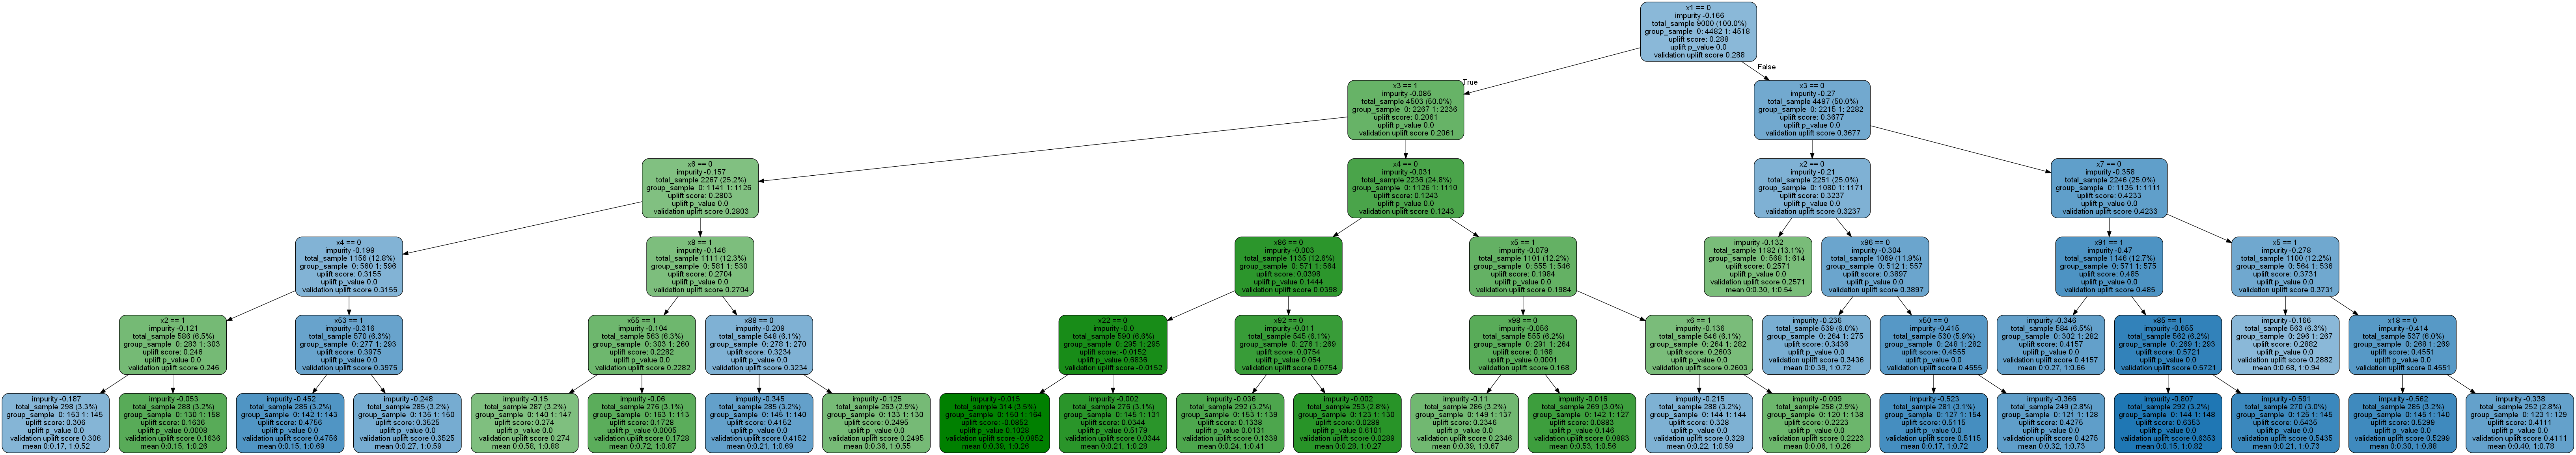 x1 == 0
impurity -0.166
total_sample 9000 (100.0%)
group_sample 0: 4482 1: 4518
uplift score: 0.288
uplift p_value 0.0
validation uplift score 0.288
True
False
x3 == 1
impurity -0.085
total_sample 4503 (50.0%)
group_sample 0: 2267 1: 2236
uplift score: 0.2061
uplift p_value 0.0
validation uplift score 0.2061
x3 == 0
impurity -0.27
total_sample 4497 (50.0%)
group_sample 0: 2215 1: 2282
uplift score: 0.3677
uplift p_value 0.0
validation uplift score 0.3677
x6 == 0
impurity -0.157
total_sample 2267 (25.2%)
group_sample 0: 1141 1: 1126
uplift score: 0.2803
uplift p_value 0.0
validation uplift score 0.2803
x4 == 0
impurity -0.031
total_sample 2236 (24.8%)
group_sample 0: 1126 1: 1110
uplift score: 0.1243
uplift p_value 0.0
validation uplift score 0.1243
x2 == 0
impurity -0.21
total_sample 2251 (25.0%)
group_sample 0: 1080 1: 1171
uplift score: 0.3237
uplift p_value 0.0
validation uplift score 0.3237
x7 == 0
impurity -0.358
total_sample 2246 (25.0%)
group_sample 0: 1135 1: 1111
uplift score: 0.4233
uplift p_value 0.0
validation uplift score 0.4233
x4 == 0
impurity -0.199
total_sample 1156 (12.8%)
group_sample 0: 560 1: 596
uplift score: 0.3155
uplift p_value 0.0
validation uplift score 0.3155
x8 == 1
impurity -0.146
total_sample 1111 (12.3%)
group_sample 0: 581 1: 530
uplift score: 0.2704
uplift p_value 0.0
validation uplift score 0.2704
x86 == 0
impurity -0.003
total_sample 1135 (12.6%)
group_sample 0: 571 1: 564
uplift score: 0.0398
uplift p_value 0.1444
validation uplift score 0.0398
x5 == 1
impurity -0.079
total_sample 1101 (12.2%)
group_sample 0: 555 1: 546
uplift score: 0.1984
uplift p_value 0.0
validation uplift score 0.1984
impurity -0.132
total_sample 1182 (13.1%)
group_sample 0: 568 1: 614
uplift score: 0.2571
uplift p_value 0.0
validation uplift score 0.2571
mean 0:0.30, 1:0.54
x96 == 0
impurity -0.304
total_sample 1069 (11.9%)
group_sample 0: 512 1: 557
uplift score: 0.3897
uplift p_value 0.0
validation uplift score 0.3897
x91 == 1
impurity -0.47
total_sample 1146 (12.7%)
group_sample 0: 571 1: 575
uplift score: 0.485
uplift p_value 0.0
validation uplift score 0.485
x5 == 1
impurity -0.278
total_sample 1100 (12.2%)
group_sample 0: 564 1: 536
uplift score: 0.3731
uplift p_value 0.0
validation uplift score 0.3731
x2 == 1
impurity -0.121
total_sample 586 (6.5%)
group_sample 0: 283 1: 303
uplift score: 0.246
uplift p_value 0.0
validation uplift score 0.246
x53 == 1
impurity -0.316
total_sample 570 (6.3%)
group_sample 0: 277 1: 293
uplift score: 0.3975
uplift p_value 0.0
validation uplift score 0.3975
x55 == 1
impurity -0.104
total_sample 563 (6.3%)
group_sample 0: 303 1: 260
uplift score: 0.2282
uplift p_value 0.0
validation uplift score 0.2282
x88 == 0
impurity -0.209
total_sample 548 (6.1%)
group_sample 0: 278 1: 270
uplift score: 0.3234
uplift p_value 0.0
validation uplift score 0.3234
x22 == 0
impurity -0.0
total_sample 590 (6.6%)
group_sample 0: 295 1: 295
uplift score: -0.0152
uplift p_value 0.6836
validation uplift score -0.0152
x92 == 0
impurity -0.011
total_sample 545 (6.1%)
group_sample 0: 276 1: 269
uplift score: 0.0754
uplift p_value 0.054
validation uplift score 0.0754
x98 == 0
impurity -0.056
total_sample 555 (6.2%)
group_sample 0: 291 1: 264
uplift score: 0.168
uplift p_value 0.0001
validation uplift score 0.168
x6 == 1
impurity -0.136
total_sample 546 (6.1%)
group_sample 0: 264 1: 282
uplift score: 0.2603
uplift p_value 0.0
validation uplift score 0.2603
impurity -0.236
total_sample 539 (6.0%)
group_sample 0: 264 1: 275
uplift score: 0.3436
uplift p_value 0.0
validation uplift score 0.3436
mean 0:0.39, 1:0.72
x50 == 0
impurity -0.415
total_sample 530 (5.9%)
group_sample 0: 248 1: 282
uplift score: 0.4555
uplift p_value 0.0
validation uplift score 0.4555
impurity -0.346
total_sample 584 (6.5%)
group_sample 0: 302 1: 282
uplift score: 0.4157
uplift p_value 0.0
validation uplift score 0.4157
mean 0:0.27, 1:0.66
x85 == 1
impurity -0.655
total_sample 562 (6.2%)
group_sample 0: 269 1: 293
uplift score: 0.5721
uplift p_value 0.0
validation uplift score 0.5721
impurity -0.166
total_sample 563 (6.3%)
group_sample 0: 296 1: 267
uplift score: 0.2882
uplift p_value 0.0
validation uplift score 0.2882
mean 0:0.68, 1:0.94
x18 == 0
impurity -0.414
total_sample 537 (6.0%)
group_sample 0: 268 1: 269
uplift score: 0.4551
uplift p_value 0.0
validation uplift score 0.4551
impurity -0.187
total_sample 298 (3.3%)
group_sample 0: 153 1: 145
uplift score: 0.306
uplift p_value 0.0
validation uplift score 0.306
mean 0:0.17, 1:0.52
impurity -0.053
total_sample 288 (3.2%)
group_sample 0: 130 1: 158
uplift score: 0.1636
uplift p_value 0.0008
validation uplift score 0.1636
mean 0:0.15, 1:0.26
impurity -0.452
total_sample 285 (3.2%)
group_sample 0: 142 1: 143
uplift score: 0.4756
uplift p_value 0.0
validation uplift score 0.4756
mean 0:0.15, 1:0.69
impurity -0.248
total_sample 285 (3.2%)
group_sample 0: 135 1: 150
uplift score: 0.3525
uplift p_value 0.0
validation uplift score 0.3525
mean 0:0.27, 1:0.59
impurity -0.15
total_sample 287 (3.2%)
group_sample 0: 140 1: 147
uplift score: 0.274
uplift p_value 0.0
validation uplift score 0.274
mean 0:0.58, 1:0.88
impurity -0.06
total_sample 276 (3.1%)
group_sample 0: 163 1: 113
uplift score: 0.1728
uplift p_value 0.0005
validation uplift score 0.1728
mean 0:0.72, 1:0.87
impurity -0.345
total_sample 285 (3.2%)
group_sample 0: 145 1: 140
uplift score: 0.4152
uplift p_value 0.0
validation uplift score 0.4152
mean 0:0.21, 1:0.69
impurity -0.125
total_sample 263 (2.9%)
group_sample 0: 133 1: 130
uplift score: 0.2495
uplift p_value 0.0
validation uplift score 0.2495
mean 0:0.36, 1:0.55
impurity -0.015
total_sample 314 (3.5%)
group_sample 0: 150 1: 164
uplift score: -0.0852
uplift p_value 0.1028
validation uplift score -0.0852
mean 0:0.39, 1:0.26
impurity -0.002
total_sample 276 (3.1%)
group_sample 0: 145 1: 131
uplift score: 0.0344
uplift p_value 0.5179
validation uplift score 0.0344
mean 0:0.21, 1:0.28
impurity -0.036
total_sample 292 (3.2%)
group_sample 0: 153 1: 139
uplift score: 0.1338
uplift p_value 0.0131
validation uplift score 0.1338
mean 0:0.24, 1:0.41
impurity -0.002
total_sample 253 (2.8%)
group_sample 0: 123 1: 130
uplift score: 0.0289
uplift p_value 0.6101
validation uplift score 0.0289
mean 0:0.28, 1:0.27
impurity -0.11
total_sample 286 (3.2%)
group_sample 0: 149 1: 137
uplift score: 0.2346
uplift p_value 0.0
validation uplift score 0.2346
mean 0:0.39, 1:0.67
impurity -0.016
total_sample 269 (3.0%)
group_sample 0: 142 1: 127
uplift score: 0.0883
uplift p_value 0.146
validation uplift score 0.0883
mean 0:0.53, 1:0.56
impurity -0.215
total_sample 288 (3.2%)
group_sample 0: 144 1: 144
uplift score: 0.328
uplift p_value 0.0
validation uplift score 0.328
mean 0:0.22, 1:0.59
impurity -0.099
total_sample 258 (2.9%)
group_sample 0: 120 1: 138
uplift score: 0.2223
uplift p_value 0.0
validation uplift score 0.2223
mean 0:0.06, 1:0.26
impurity -0.523
total_sample 281 (3.1%)
group_sample 0: 127 1: 154
uplift score: 0.5115
uplift p_value 0.0
validation uplift score 0.5115
mean 0:0.17, 1:0.72
impurity -0.366
total_sample 249 (2.8%)
group_sample 0: 121 1: 128
uplift score: 0.4275
uplift p_value 0.0
validation uplift score 0.4275
mean 0:0.32, 1:0.73
impurity -0.807
total_sample 292 (3.2%)
group_sample 0: 144 1: 148
uplift score: 0.6353
uplift p_value 0.0
validation uplift score 0.6353
mean 0:0.15, 1:0.82
impurity -0.591
total_sample 270 (3.0%)
group_sample 0: 125 1: 145
uplift score: 0.5435
uplift p_value 0.0
validation uplift score 0.5435
mean 0:0.21, 1:0.73
impurity -0.562
total_sample 285 (3.2%)
group_sample 0: 145 1: 140
uplift score: 0.5299
uplift p_value 0.0
validation uplift score 0.5299
mean 0:0.30, 1:0.88
impurity -0.338
total_sample 252 (2.8%)
group_sample 0: 123 1: 129
uplift score: 0.4111
uplift p_value 0.0
validation uplift score 0.4111
mean 0:0.40, 1:0.78